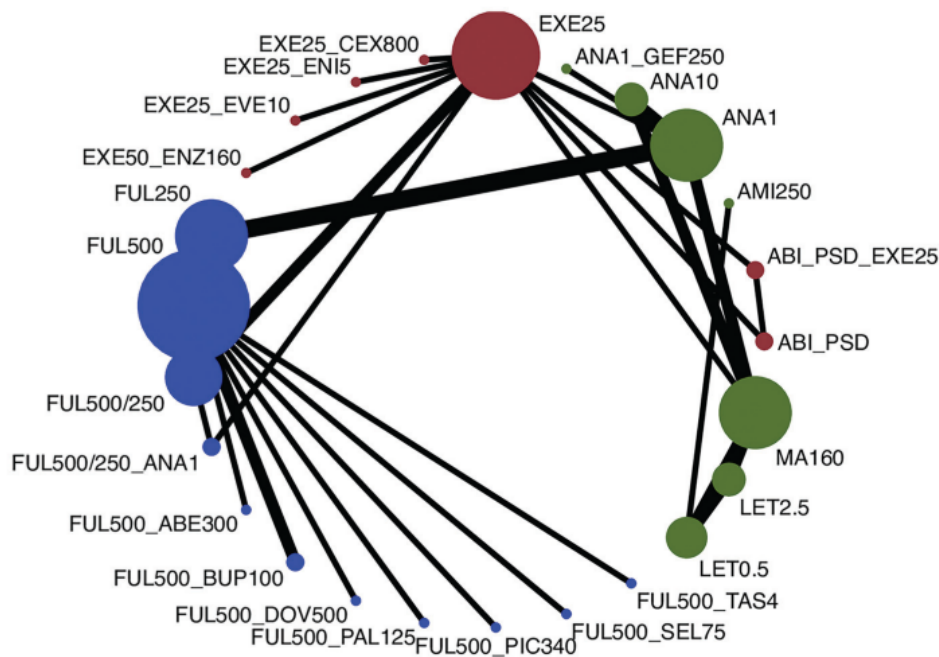 EXE25
EXE25_CEX800
ANA1_GEF250
EXE25_ENI5
ANA10
EXE25_EVE10
ANA1
EXE50_ENZ160
FUL250
AMI250
FUL500
ABI_PSD_EXE25
ABI_PSD
FUL500/250
MA160
FUL500/250_ANA1
LET2.5
FUL500_ABE300
LET0.5
FUL500_BUP100
FUL500_TAS4
FUL500_DOV500
FUL500_SEL75
FUL500_PAL125
FUL500_PIC340